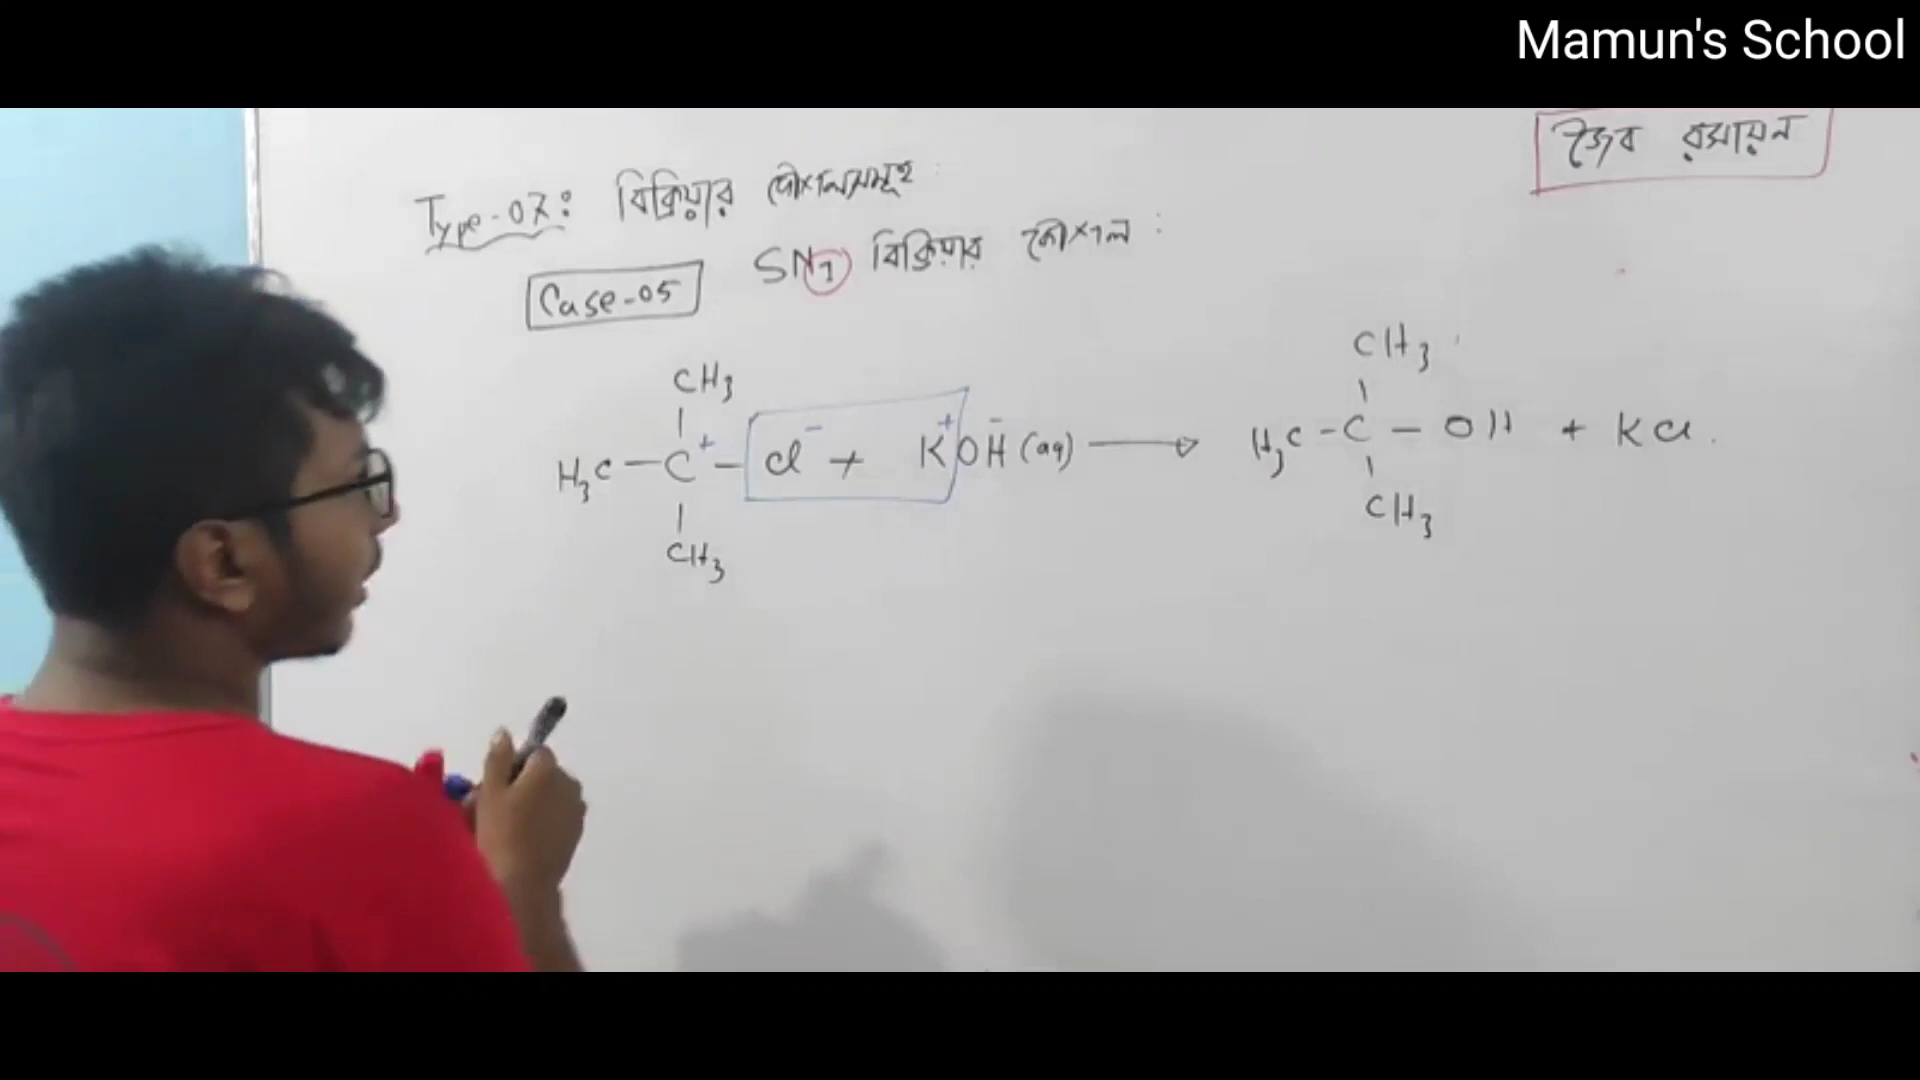 Mamun's School
জৈব রসায়ন
Type-07: বিক্রিয়ার কৌশলসমূহ:
Case-05 SN1 বিক্রিয়ার কৌশল:
CH3 CH3
H3C-C+-Cl- + K+OH-(aq) → H3C-C-OH + KCl.
CH3 CH3